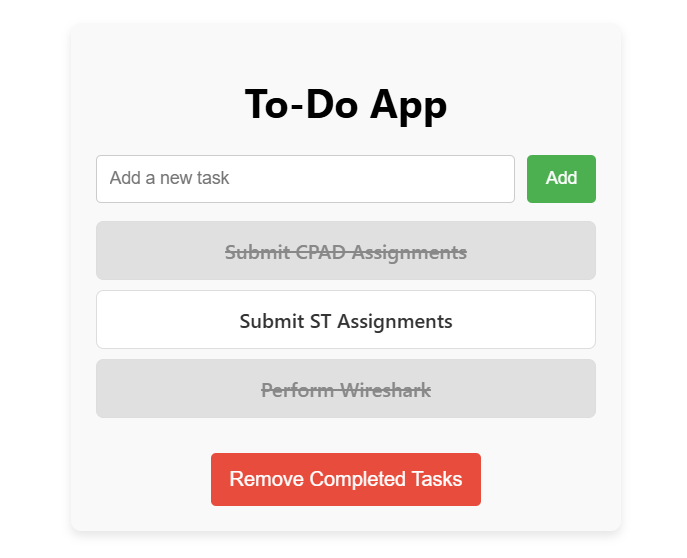 To-Do App
Add a new task
Add
Submit CPAD Assignments
Submit ST Assignments
Perform Wireshark
Remove Completed Tasks